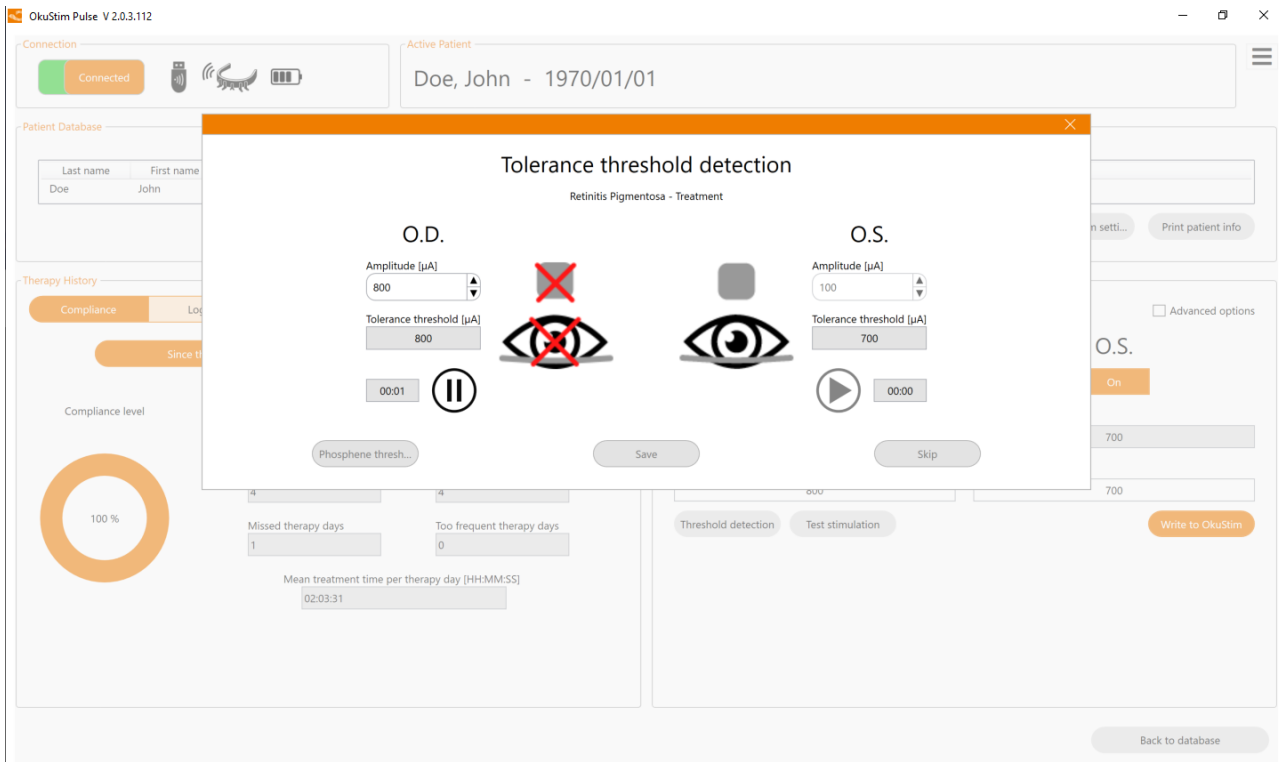 OkuStim Pulse V 2.0.3.112
Connection
Connected
Active Patient
Doe, John - 1970/01/01
Patient Database
Last name First name
Doe John
n setti...
Print patient info
Tolerance threshold detection
Retinitis Pigmentosa - Treatment
O.D.
Amplitude [µA]
800
Tolerance threshold [µA]
800
00:01
O.S.
Amplitude [µA]
100
Tolerance threshold [µA]
700
00:00
Phosphene thresh...
Save
Skip
Therapy History
Compliance
Log
Since th
Compliance level
100 %
4
4
Missed therapy days
1
Too frequent therapy days
0
Mean treatment time per therapy day [HH:MM:SS]
02:03:31
Advanced options
O.S.
On
700
800
700
Threshold detection
Test stimulation
Write to OkuStim
Back to database